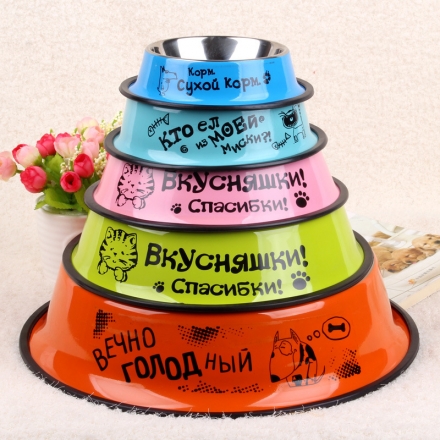 Корм
Сухой Корм
Кто ел
из моей
миски?!
Вкусняшки!
Спасибки!
Вкусняшки!
Спасибки!
Вечно
голодный